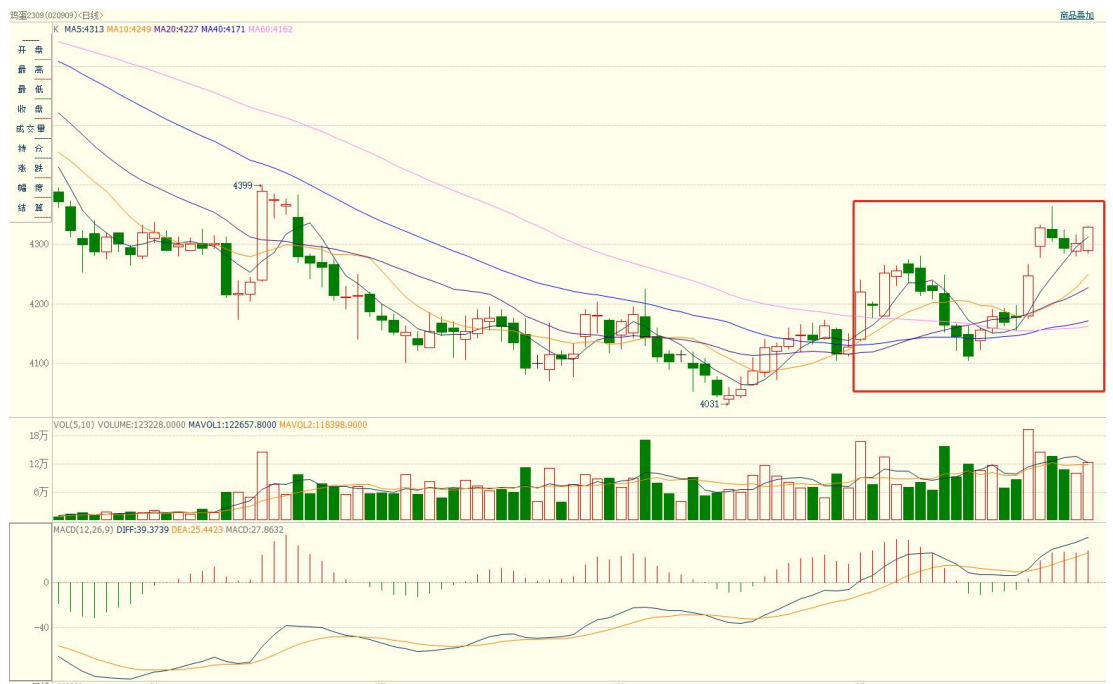 鸡蛋2309(020909)<日线>
商品叠加
K MA5:4313 MA10:4249 MA20:4227 MA40:4171 MA60:4162
开 盘
最 高
最 低
收 盘
成交量
持 仓
涨 跌
幅 度
结 算
4399
4300
4200
4100
4031
VOL(5,10) VOLUME:123228.0000 MAVOL1:122657.8000 MAVOL2:118398.9000
18万
12万
6万
MACD(12,26,9) DIFF:39.3739 DEA:25.4423 MACD:27.8632
0
-40